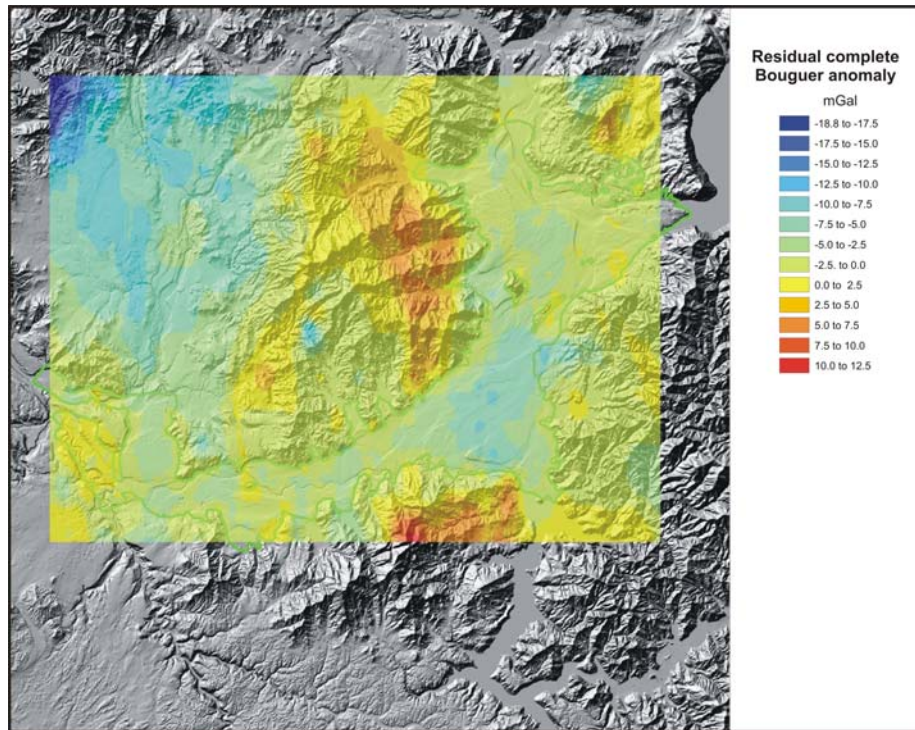 Residual complete
Bouguer anomaly
mGal
-18.8 to -17.5
-17.5 to -15.0
-15.0 to -12.5
-12.5 to -10.0
-10.0 to -7.5
-7.5 to -5.0
-5.0 to -2.5
-2.5. to 0.0
0.0 to 2.5
2.5 to 5.0
5.0 to 7.5
7.5 to 10.0
10.0 to 12.5